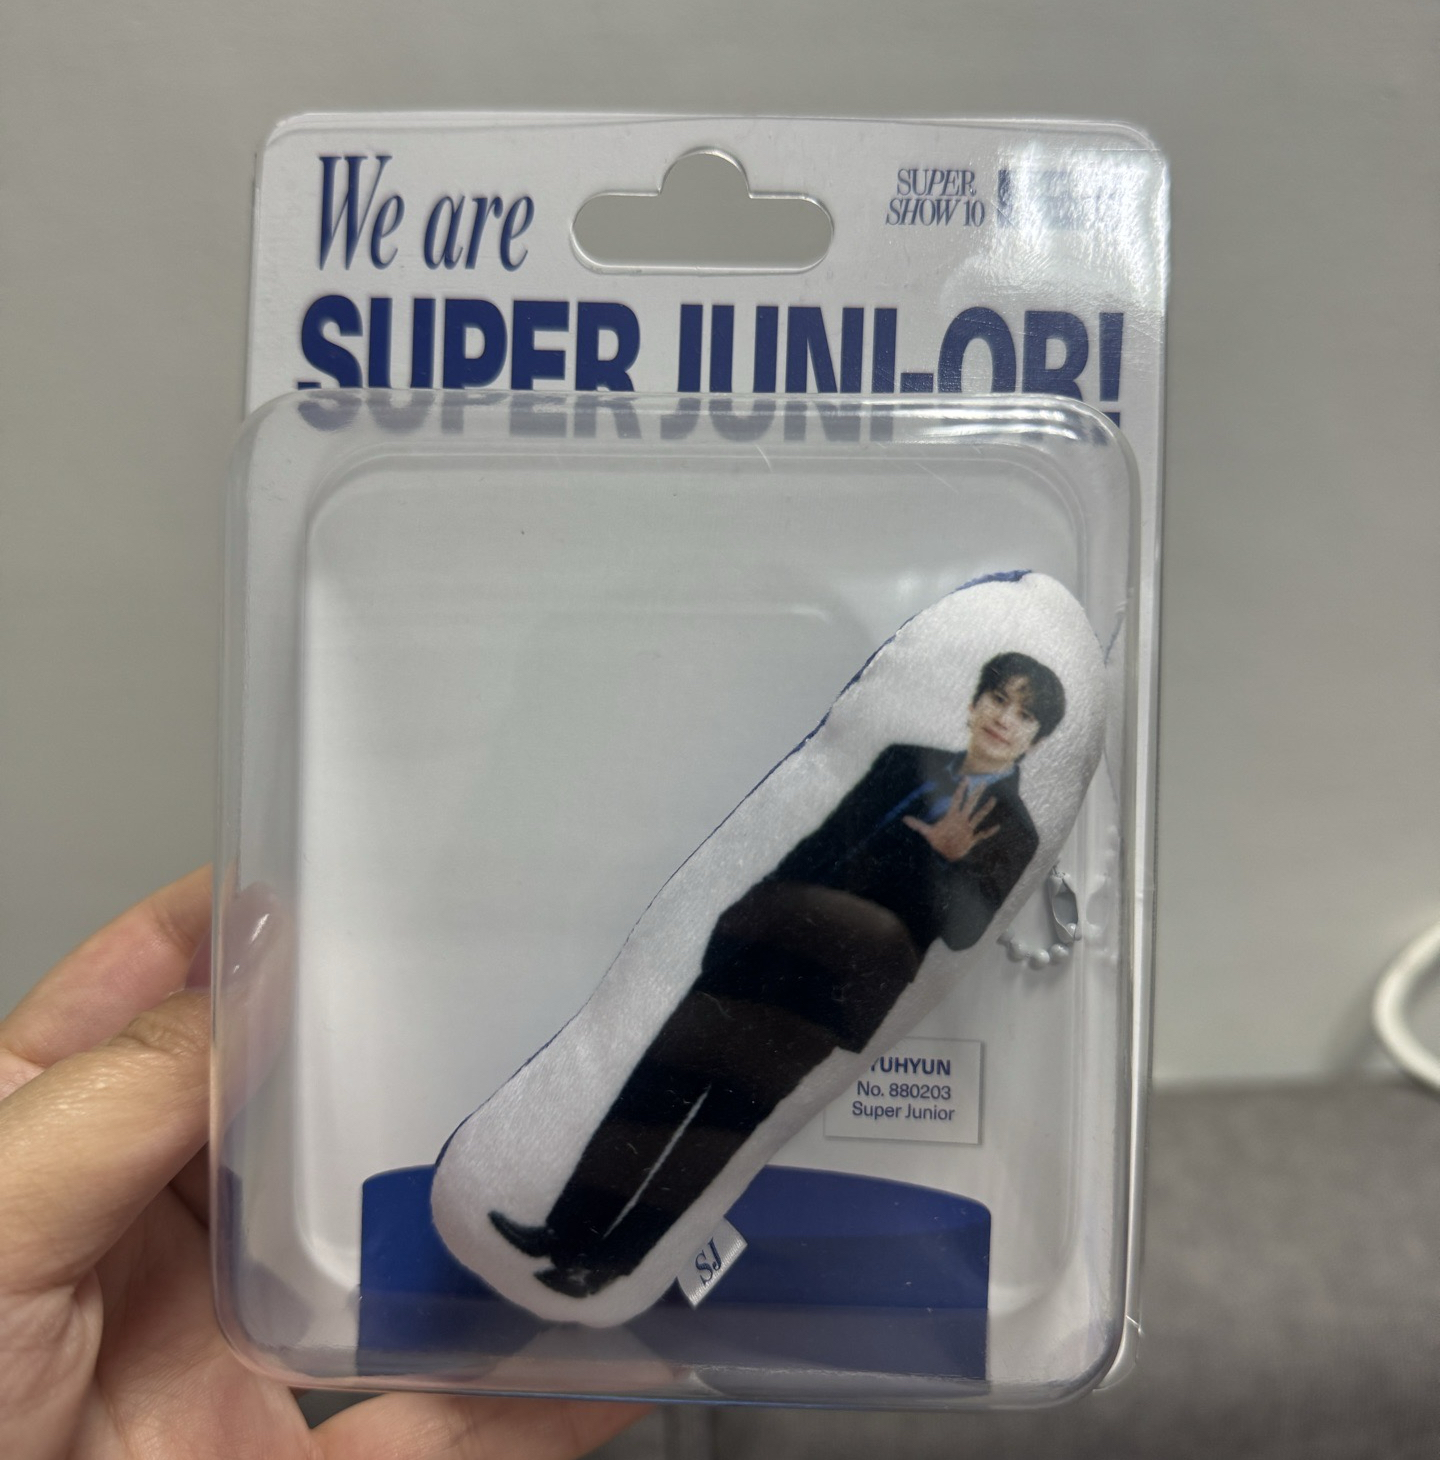 We are
SUPER
SHOW 10
SUPER JUNI-OR!
YUHYUN
No. 880203
Super Junior
SJ